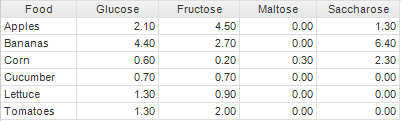 Food Glucose Fructose Maltose Saccharose
Apples 2.10 4.50 0.00 1.30
Bananas 4.40 2.70 0.00 6.40
Corn 0.60 0.20 0.30 2.30
Cucumber 0.70 0.70 0.00 0.00
Lettuce 1.30 0.90 0.00 0.00
Tomatoes 1.30 2.00 0.00 0.00